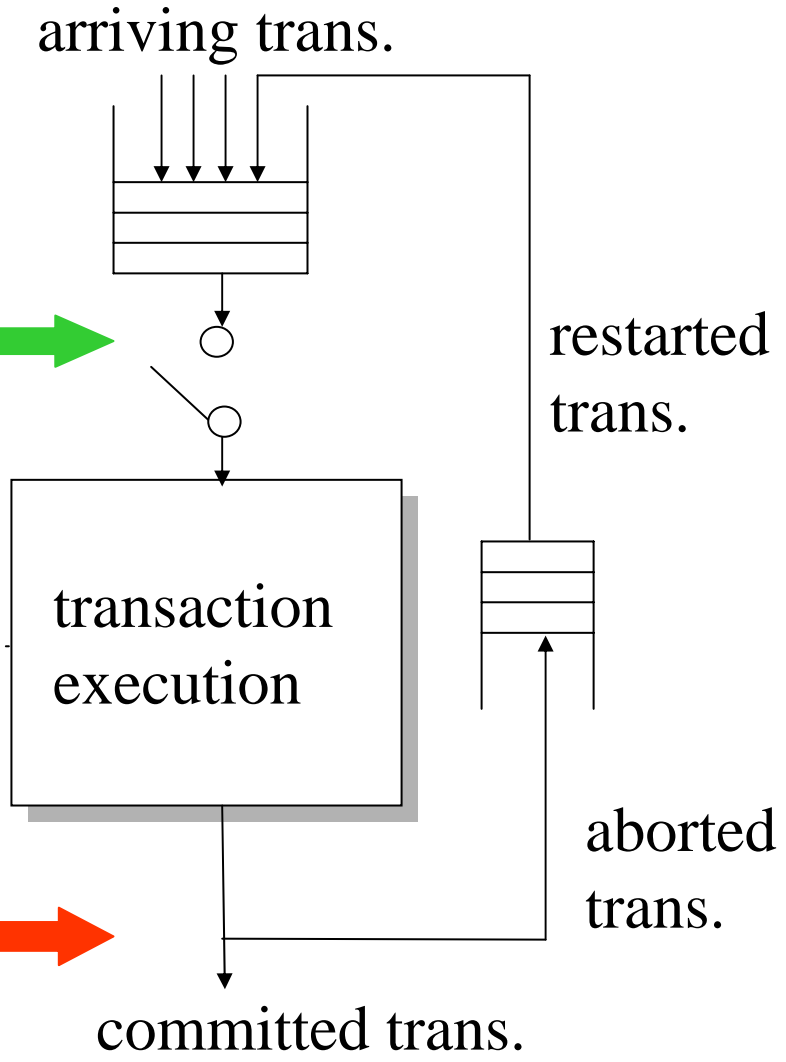 arriving trans.
restarted
trans.
transaction
execution
aborted
trans.
committed trans.